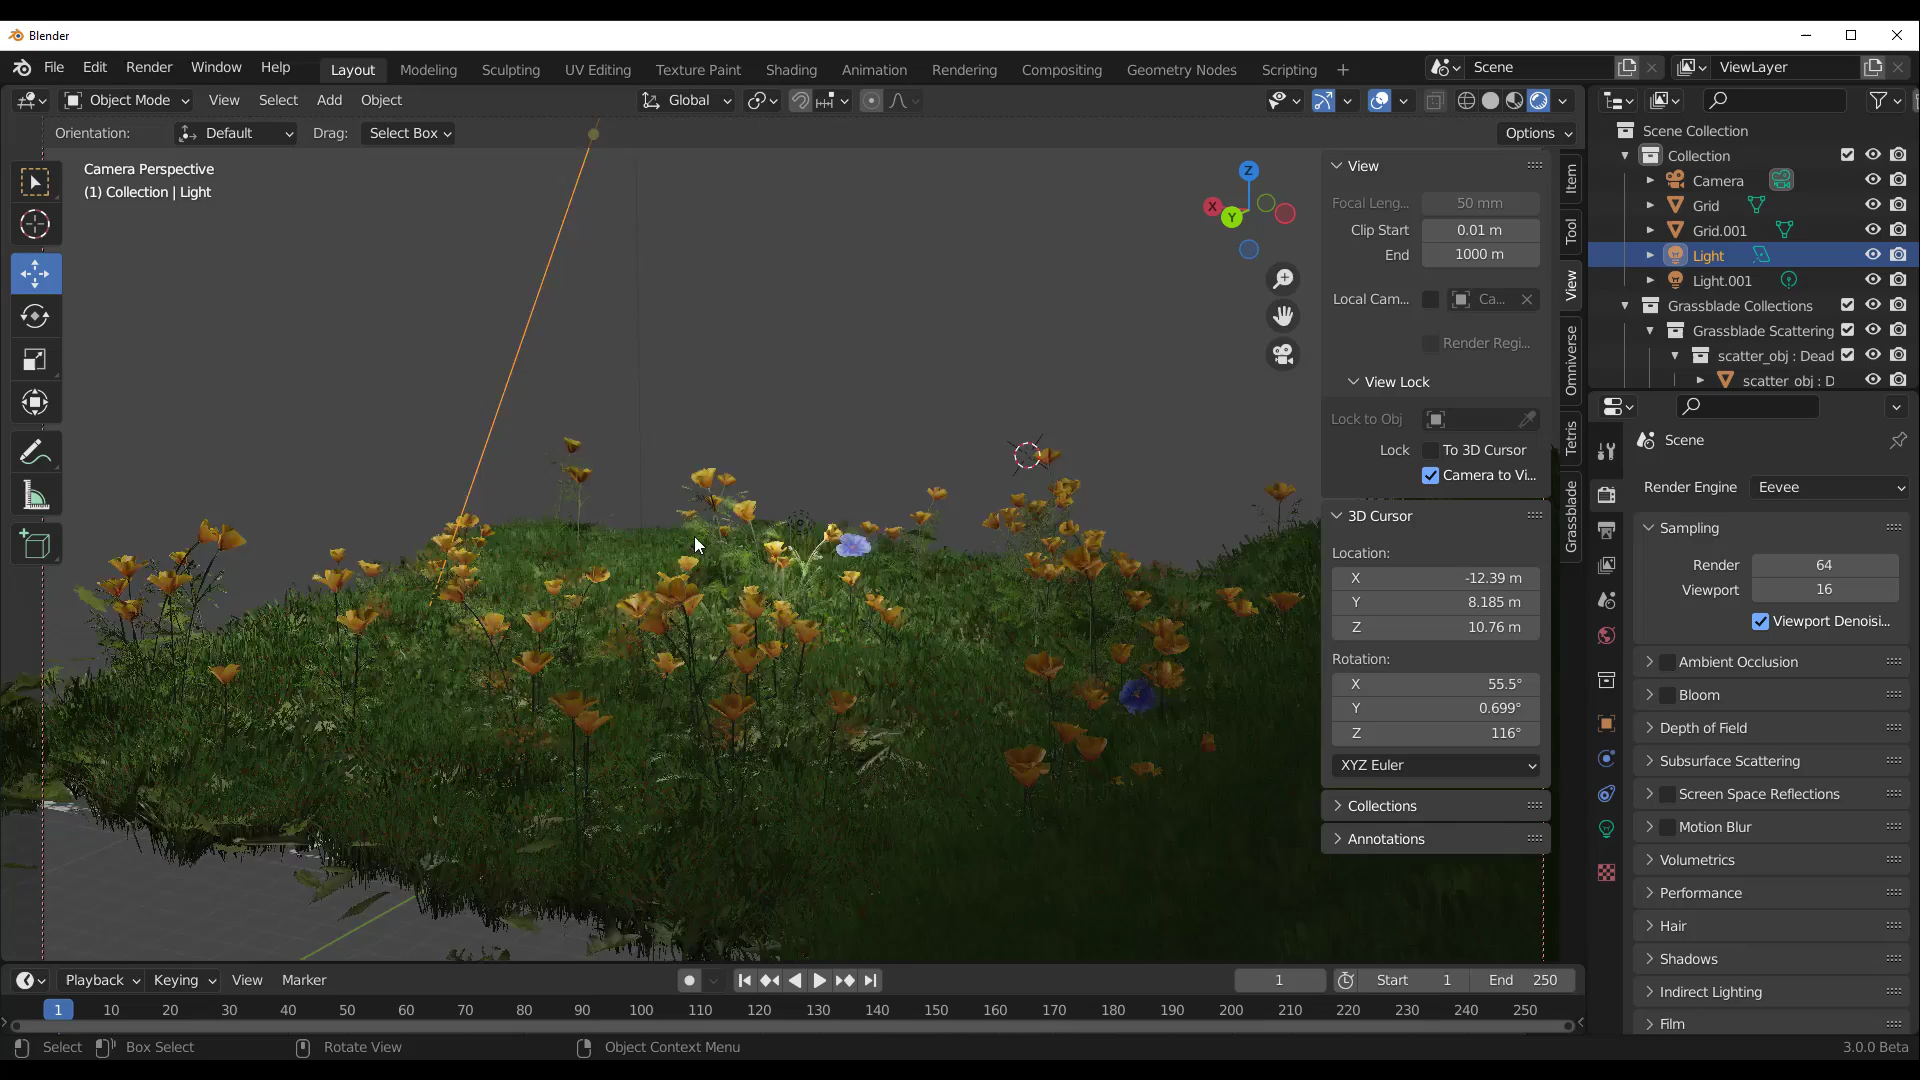 Blender
File Edit Render Window Help
Layout Modeling Sculpting UV Editing Texture Paint Shading Animation Rendering Compositing Geometry Nodes Scripting +
Scene
ViewLayer
Object Mode View Select Add Object
Global
Orientation: Default Drag: Select Box
Options
Camera Perspective
(1) Collection | Light
Z
X
Y
View
Focal Leng... 50 mm
Clip Start 0.01 m
End 1000 m
Local Cam... Ca...
Render Regi...
View Lock
Lock to Obj
Lock To 3D Cursor
Camera to Vi...
3D Cursor
Location:
X -12.39 m
Y 8.185 m
Z 10.76 m
Rotation:
X 55.5°
Y 0.699°
Z 116°
XYZ Euler
Collections
Annotations
Item
Tool
View
Omniverse
Tetris
Grassblade
Scene Collection
Collection
Camera
Grid
Grid.001
Light
Light.001
Grassblade Collections
Grassblade Scattering
scatter_obj : Dead
scatter obj : D
Scene
Render Engine Eevee
Sampling
Render 64
Viewport 16
Viewport Denoisi...
Ambient Occlusion
Bloom
Depth of Field
Subsurface Scattering
Screen Space Reflections
Motion Blur
Volumetrics
Performance
Hair
Shadows
Indirect Lighting
Film
Playback Keying View Marker
1
Start 1 End 250
1 10 20 30 40 50 60 70 80 90 100 110 120 130 140 150 160 170 180 190 200 210 220 230 240 250
Select Box Select Rotate View Object Context Menu
3.0.0 Beta